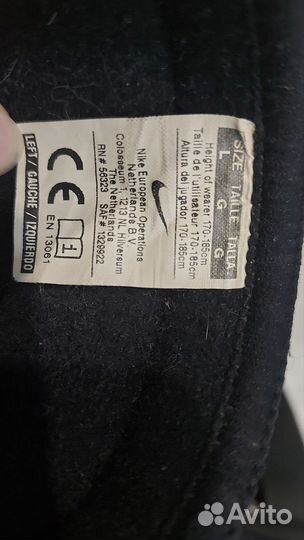 SIZE TAILLE TALLA
G G
Height of wearer 170-185cm
Taille de l'utilisateur 170-185cm
Altura del jugador 170-185cm
Nike European Operations
Netherlands B.V.
Colosseum 1, 1213 NL Hilversum
The Netherlands
RN# 56323 SAF# 1329922
CE
EN 13061
LEFT/ GAUCHE / IZQUIERDO
Avito